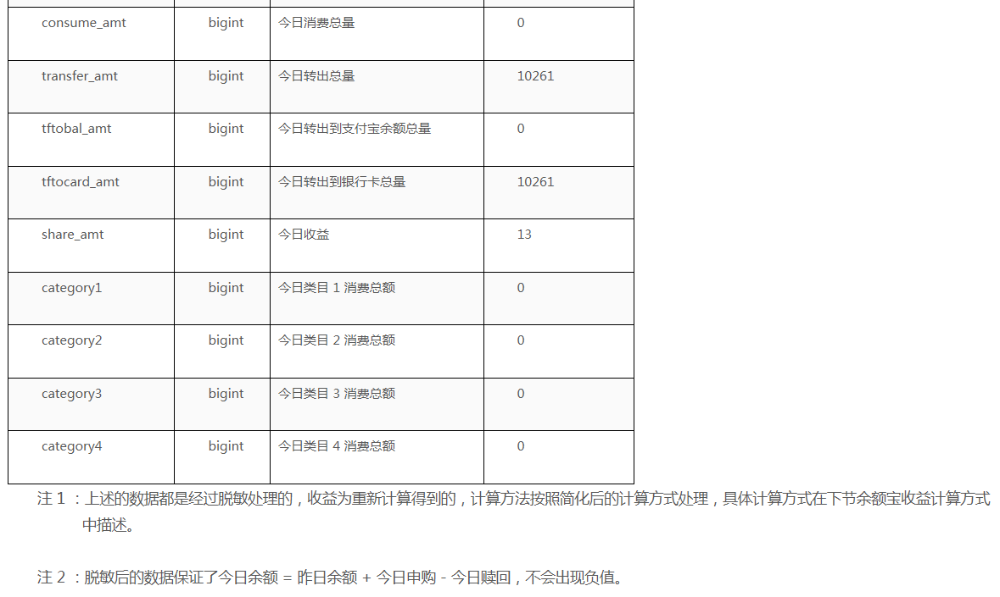 consume_amt bigint 今日消费总量 0
transfer_amt bigint 今日转出总量 10261
tftobal_amt bigint 今日转出到支付宝余额总量 0
tftocard_amt bigint 今日转出到银行卡总量 10261
share_amt bigint 今日收益 13
category1 bigint 今日类目 1 消费总额 0
category2 bigint 今日类目 2 消费总额 0
category3 bigint 今日类目 3 消费总额 0
category4 bigint 今日类目 4 消费总额 0
注 1 ：上述的数据都是经过脱敏处理的，收益为重新计算得到的，计算方法按照简化后的计算方式处理，具体计算方式在下节余额宝收益计算方式
中描述。
注 2 ：脱敏后的数据保证了今日余额 = 昨日余额 + 今日申购 - 今日赎回，不会出现负值。